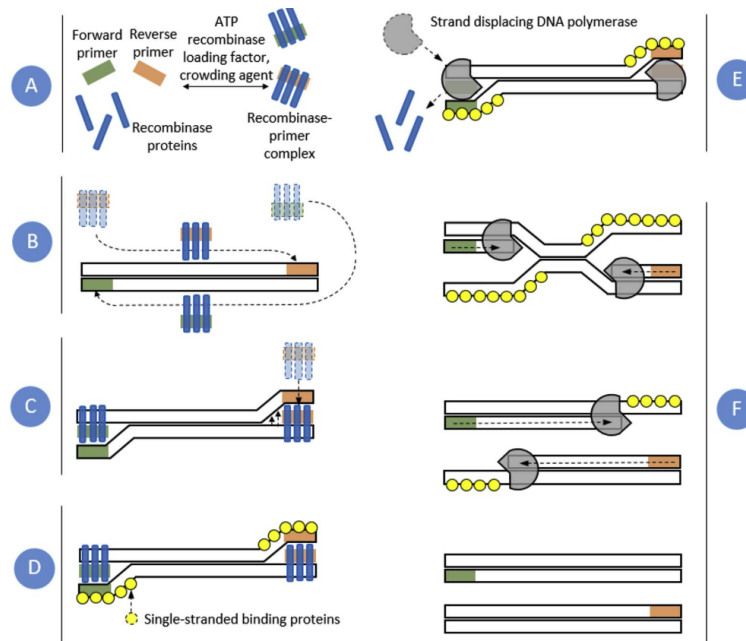 A
Forward
primer
Reverse
primer
ATP
recombinase
loading factor,
crowding agent
Recombinase
proteins
Recombinase-
primer
complex
B
C
D
Single-stranded binding proteins
Strand displacing DNA polymerase
E
F